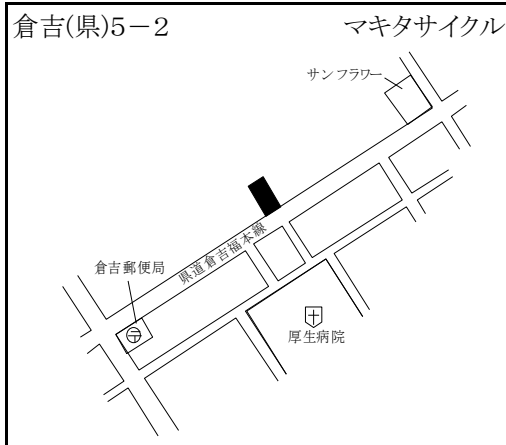 倉吉(県)5－2
マキタサイクル
サンフラワー
県道倉吉福本線
倉吉郵便局
厚生病院